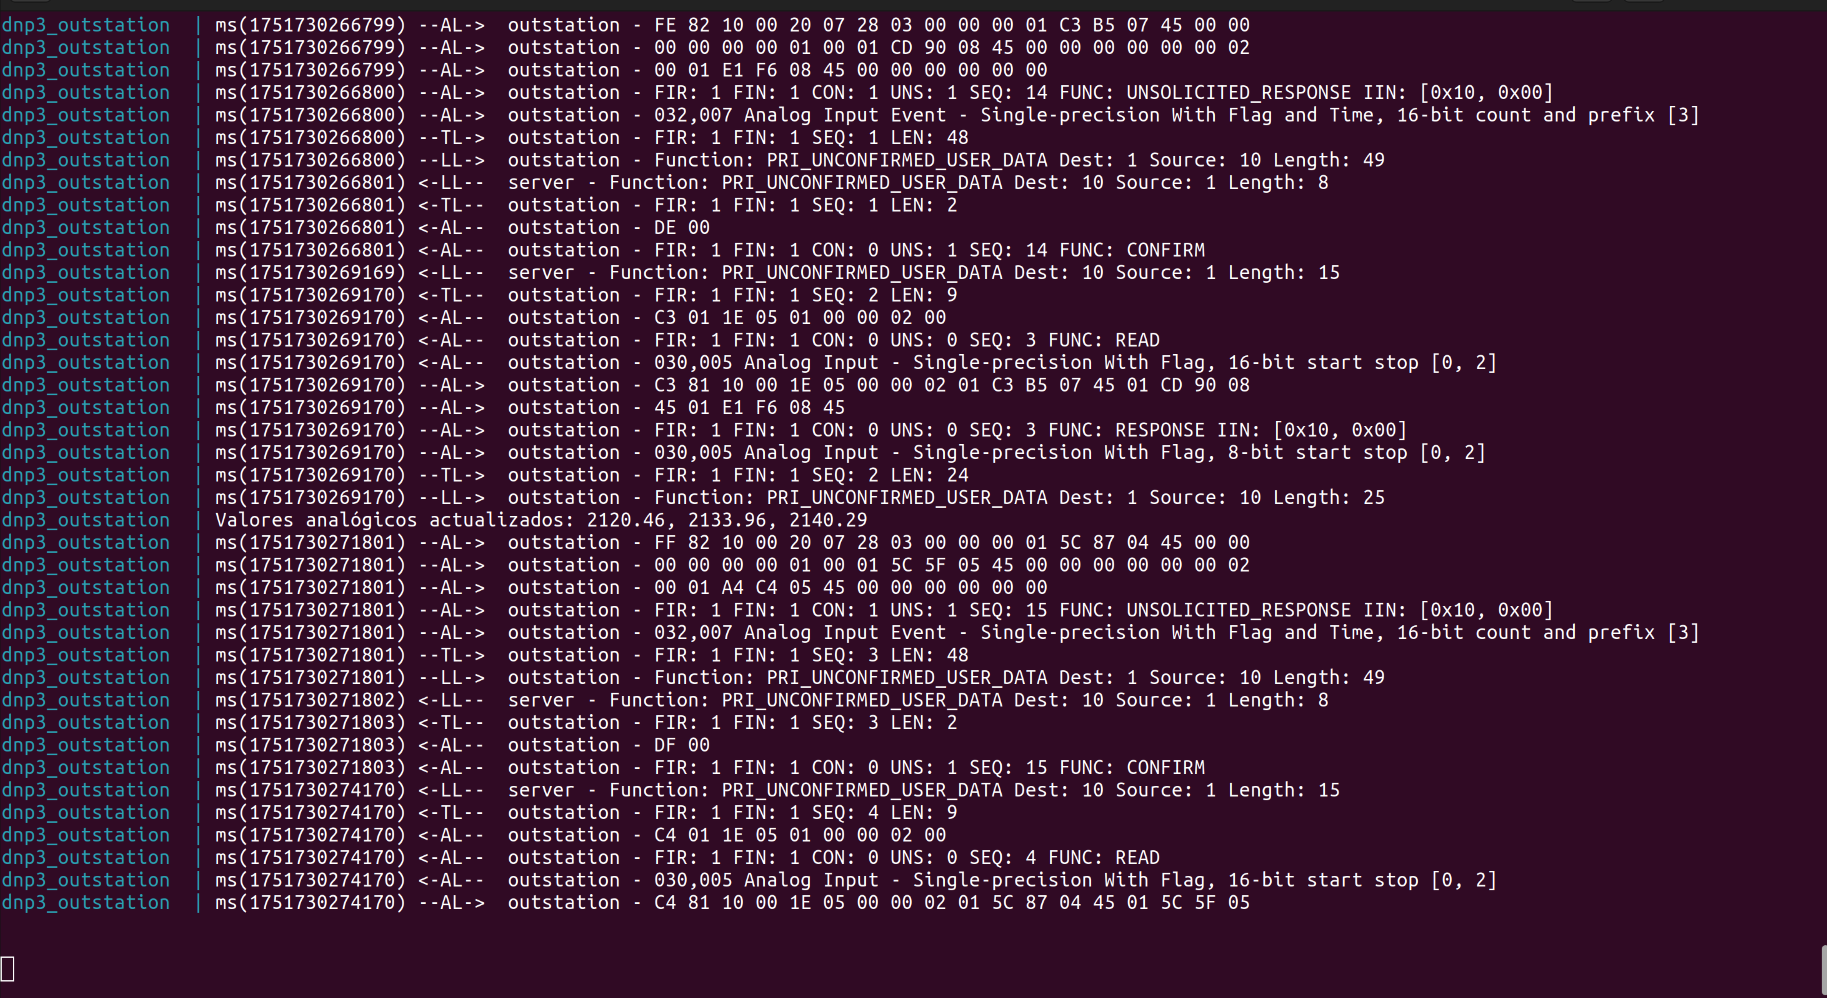 dnp3_outstation | ms(1751730266799) --AL-> outstation - FE 82 10 00 20 07 28 03 00 00 00 01 C3 B5 07 45 00 00
dnp3_outstation | ms(1751730266799) --AL-> outstation - 00 00 00 00 01 00 01 CD 90 08 45 00 00 00 00 00 00 02
dnp3_outstation | ms(1751730266799) --AL-> outstation - 00 01 E1 F6 08 45 00 00 00 00 00 00
dnp3_outstation | ms(1751730266800) --AL-> outstation - FIR: 1 FIN: 1 CON: 1 UNS: 1 SEQ: 14 FUNC: UNSOLICITED_RESPONSE IIN: [0x10, 0x00]
dnp3_outstation | ms(1751730266800) --AL-> outstation - 032,007 Analog Input Event - Single-precision With Flag and Time, 16-bit count and prefix [3]
dnp3_outstation | ms(1751730266800) --TL-> outstation - FIR: 1 FIN: 1 SEQ: 1 LEN: 48
dnp3_outstation | ms(1751730266800) --LL-> outstation - Function: PRI_UNCONFIRMED_USER_DATA Dest: 1 Source: 10 Length: 49
dnp3_outstation | ms(1751730266801) <-LL-- server - Function: PRI_UNCONFIRMED_USER_DATA Dest: 10 Source: 1 Length: 8
dnp3_outstation | ms(1751730266801) <-TL-- outstation - FIR: 1 FIN: 1 SEQ: 1 LEN: 2
dnp3_outstation | ms(1751730266801) <-AL-- outstation - DE 00
dnp3_outstation | ms(1751730266801) <-AL-- outstation - FIR: 1 FIN: 1 CON: 0 UNS: 1 SEQ: 14 FUNC: CONFIRM
dnp3_outstation | ms(1751730269169) <-LL-- server - Function: PRI_UNCONFIRMED_USER_DATA Dest: 10 Source: 1 Length: 15
dnp3_outstation | ms(1751730269170) <-TL-- outstation - FIR: 1 FIN: 1 SEQ: 2 LEN: 9
dnp3_outstation | ms(1751730269170) <-AL-- outstation - C3 01 1E 05 01 00 00 02 00
dnp3_outstation | ms(1751730269170) <-AL-- outstation - FIR: 1 FIN: 1 CON: 0 UNS: 0 SEQ: 3 FUNC: READ
dnp3_outstation | ms(1751730269170) <-AL-- outstation - 030,005 Analog Input - Single-precision With Flag, 16-bit start stop [0, 2]
dnp3_outstation | ms(1751730269170) --AL-> outstation - C3 81 10 00 1E 05 00 00 02 01 C3 B5 07 45 01 CD 90 08
dnp3_outstation | ms(1751730269170) --AL-> outstation - 45 01 E1 F6 08 45
dnp3_outstation | ms(1751730269170) --AL-> outstation - FIR: 1 FIN: 1 CON: 0 UNS: 0 SEQ: 3 FUNC: RESPONSE IIN: [0x10, 0x00]
dnp3_outstation | ms(1751730269170) --AL-> outstation - 030,005 Analog Input - Single-precision With Flag, 8-bit start stop [0, 2]
dnp3_outstation | ms(1751730269170) --TL-> outstation - FIR: 1 FIN: 1 SEQ: 2 LEN: 24
dnp3_outstation | ms(1751730269170) --LL-> outstation - Function: PRI_UNCONFIRMED_USER_DATA Dest: 1 Source: 10 Length: 25
dnp3_outstation | Valores analógicos actualizados: 2120.46, 2133.96, 2140.29
dnp3_outstation | ms(1751730271801) --AL-> outstation - FF 82 10 00 20 07 28 03 00 00 00 01 5C 87 04 45 00 00
dnp3_outstation | ms(1751730271801) --AL-> outstation - 00 00 00 00 01 00 01 5C 5F 05 45 00 00 00 00 00 00 02
dnp3_outstation | ms(1751730271801) --AL-> outstation - 00 01 A4 C4 05 45 00 00 00 00 00 00
dnp3_outstation | ms(1751730271801) --AL-> outstation - FIR: 1 FIN: 1 CON: 1 UNS: 1 SEQ: 15 FUNC: UNSOLICITED_RESPONSE IIN: [0x10, 0x00]
dnp3_outstation | ms(1751730271801) --AL-> outstation - 032,007 Analog Input Event - Single-precision With Flag and Time, 16-bit count and prefix [3]
dnp3_outstation | ms(1751730271801) --TL-> outstation - FIR: 1 FIN: 1 SEQ: 3 LEN: 48
dnp3_outstation | ms(1751730271801) --LL-> outstation - Function: PRI_UNCONFIRMED_USER_DATA Dest: 1 Source: 10 Length: 49
dnp3_outstation | ms(1751730271802) <-LL-- server - Function: PRI_UNCONFIRMED_USER_DATA Dest: 10 Source: 1 Length: 8
dnp3_outstation | ms(1751730271803) <-TL-- outstation - FIR: 1 FIN: 1 SEQ: 3 LEN: 2
dnp3_outstation | ms(1751730271803) <-AL-- outstation - DF 00
dnp3_outstation | ms(1751730271803) <-AL-- outstation - FIR: 1 FIN: 1 CON: 0 UNS: 1 SEQ: 15 FUNC: CONFIRM
dnp3_outstation | ms(1751730274170) <-LL-- server - Function: PRI_UNCONFIRMED_USER_DATA Dest: 10 Source: 1 Length: 15
dnp3_outstation | ms(1751730274170) <-TL-- outstation - FIR: 1 FIN: 1 SEQ: 4 LEN: 9
dnp3_outstation | ms(1751730274170) <-AL-- outstation - C4 01 1E 05 01 00 00 02 00
dnp3_outstation | ms(1751730274170) <-AL-- outstation - FIR: 1 FIN: 1 CON: 0 UNS: 0 SEQ: 4 FUNC: READ
dnp3_outstation | ms(1751730274170) <-AL-- outstation - 030,005 Analog Input - Single-precision With Flag, 16-bit start stop [0, 2]
dnp3_outstation | ms(1751730274170) --AL-> outstation - C4 81 10 00 1E 05 00 00 02 01 5C 87 04 45 01 5C 5F 05